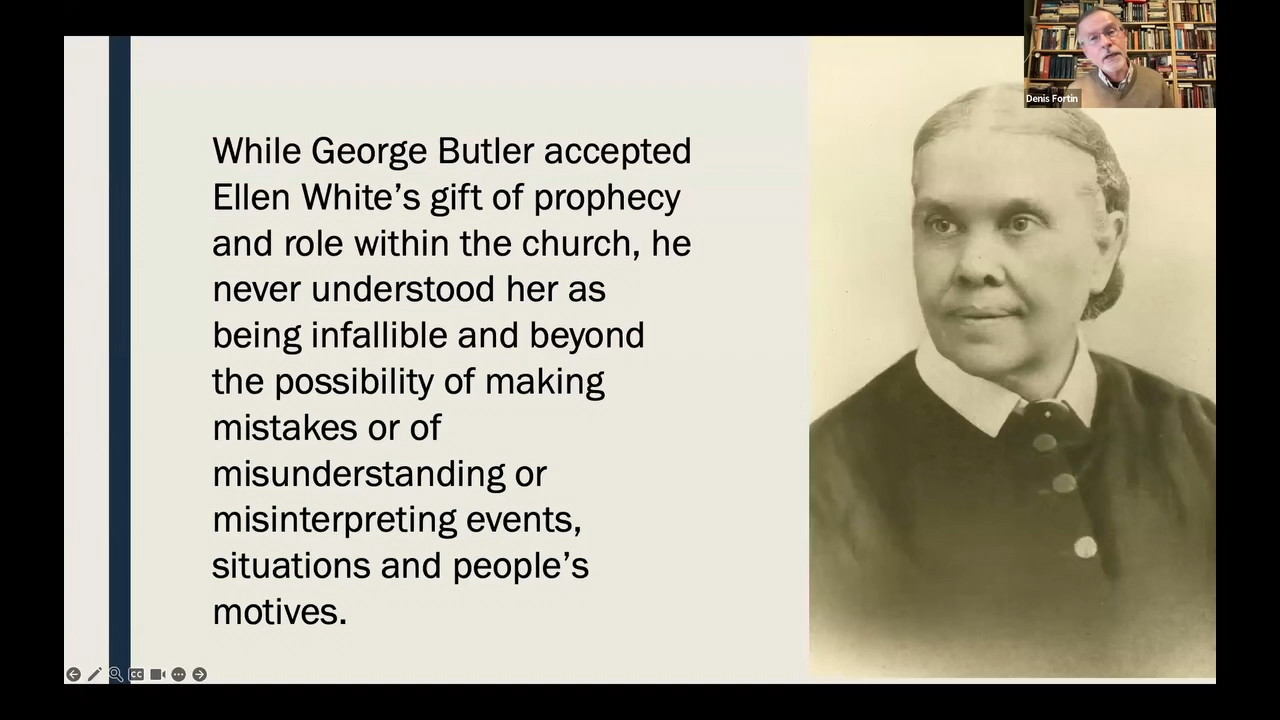 Denis Fortin
While George Butler accepted
Ellen White’s gift of prophecy
and role within the church, he
never understood her as
being infallible and beyond
the possibility of making
mistakes or of
misunderstanding or
misinterpreting events,
situations and people’s
motives.
CC